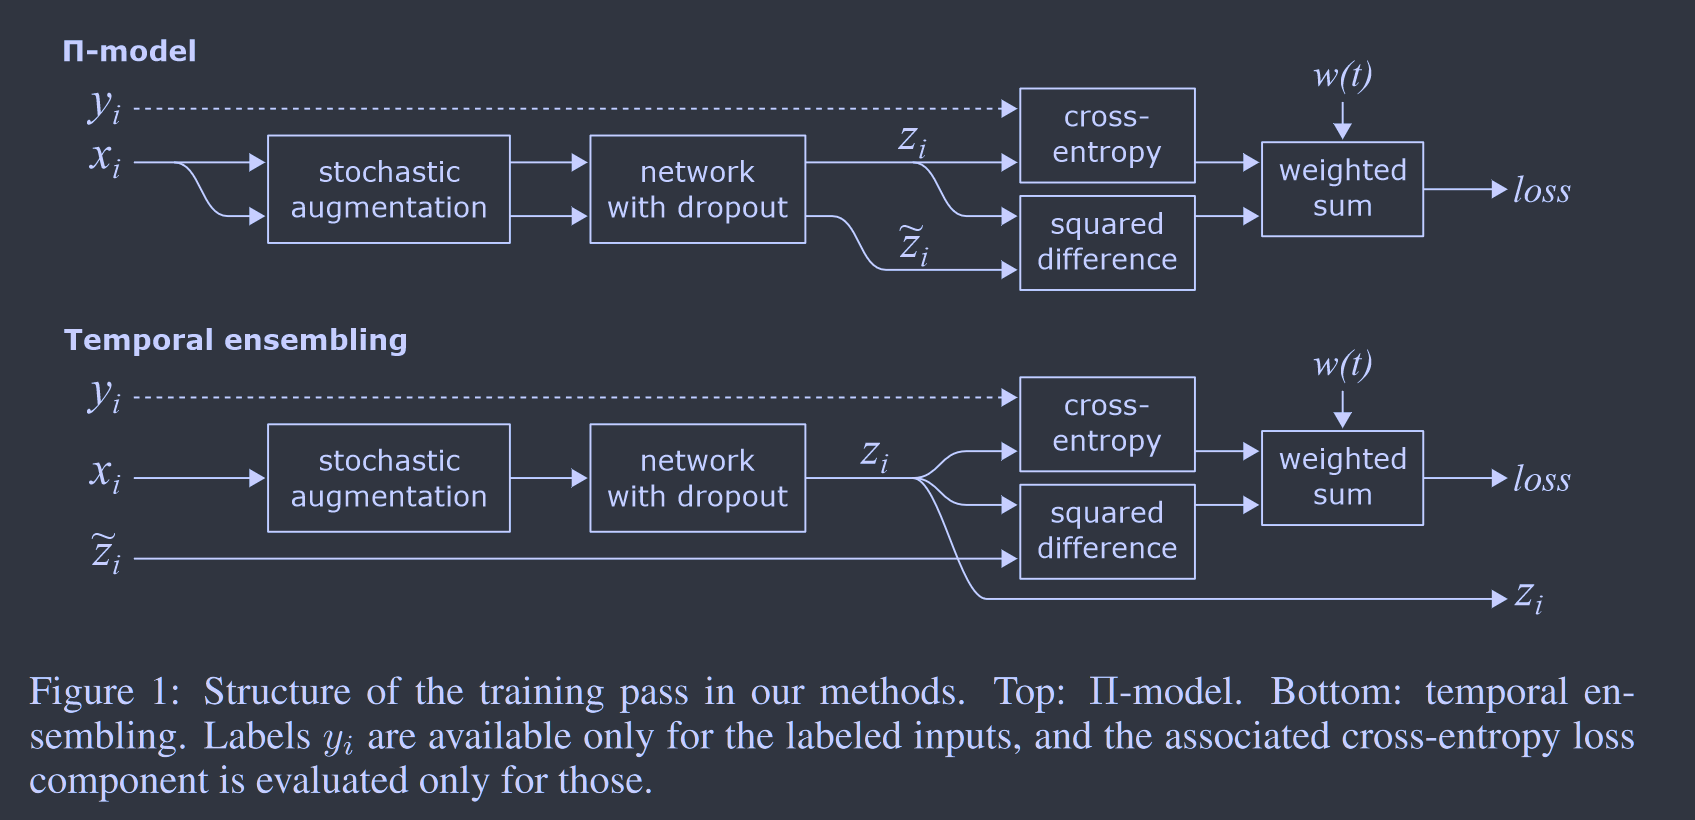 Π-model
y_i
x_i
stochastic
augmentation
network
with dropout
z_i
z̃_i
cross-
entropy
squared
difference
w(t)
weighted
sum
loss
Temporal ensembling
y_i
x_i
z̃_i
stochastic
augmentation
network
with dropout
z_i
cross-
entropy
squared
difference
w(t)
weighted
sum
loss
z_i
Figure 1: Structure of the training pass in our methods. Top: Π-model. Bottom: temporal en-
sembling. Labels y_i are available only for the labeled inputs, and the associated cross-entropy loss
component is evaluated only for those.